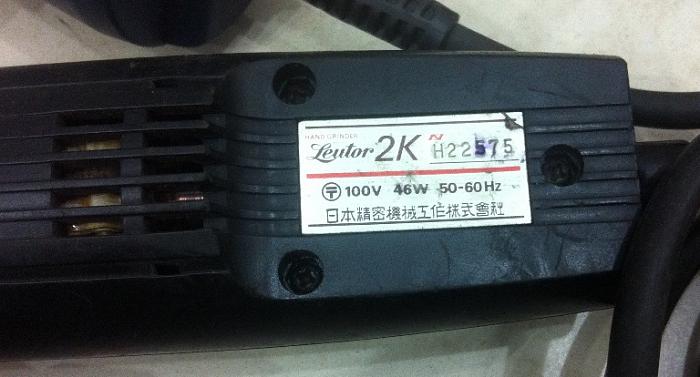 HAND GRINDER
Leutor 2K N H22575
〒 100V 46W 50-60Hz
日本精密機械工作株式會社